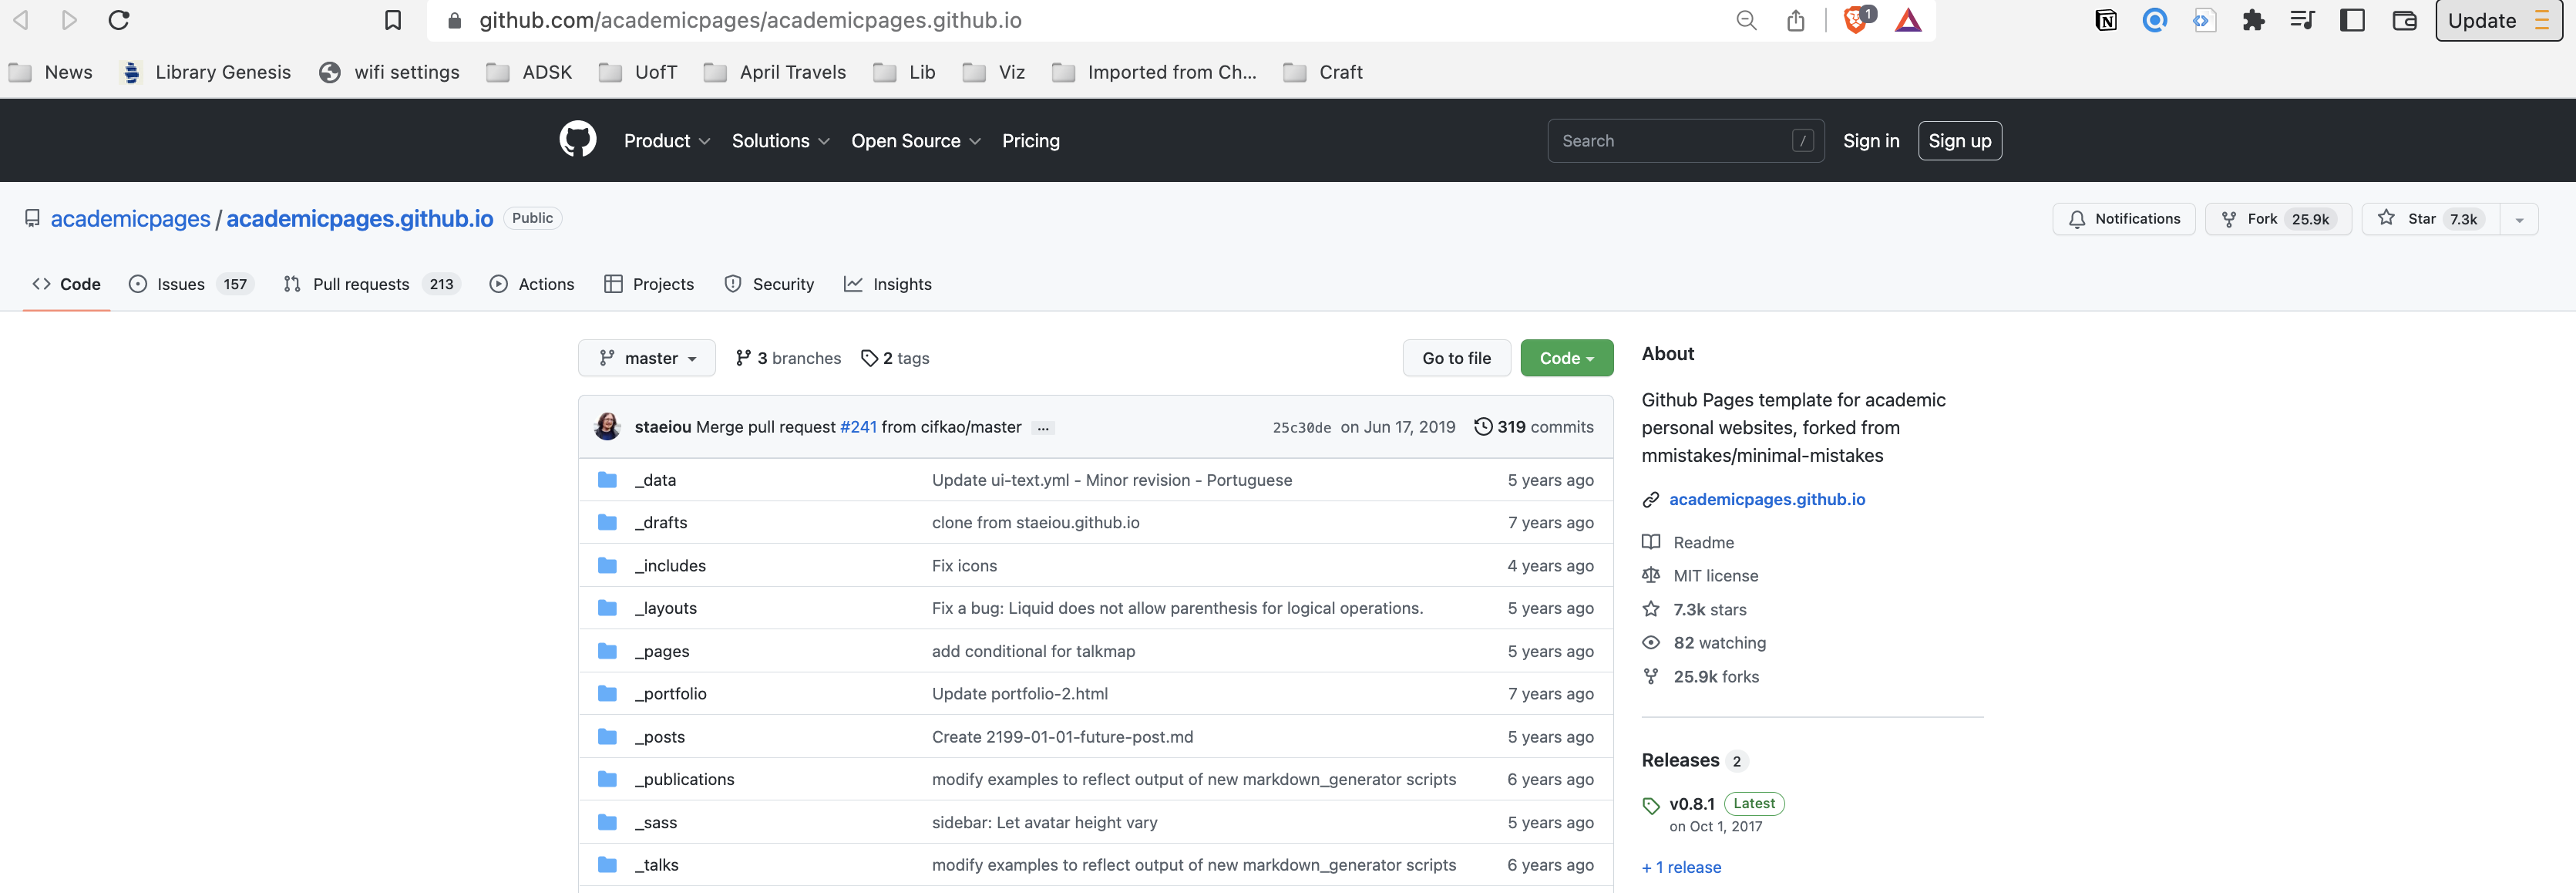 github.com/academicpages/academicpages.github.io
1
Update
News Library Genesis wifi settings ADSK UofT April Travels Lib Viz Imported from Ch... Craft
Product Solutions Open Source Pricing Search / Sign in Sign up
academicpages / academicpages.github.io Public Notifications Fork 25.9k Star 7.3k
Code Issues 157 Pull requests 213 Actions Projects Security Insights
master 3 branches 2 tags Go to file Code
staeiou Merge pull request #241 from cifkao/master ... 25c30de on Jun 17, 2019 319 commits
_data Update ui-text.yml - Minor revision - Portuguese 5 years ago
_drafts clone from staeiou.github.io 7 years ago
_includes Fix icons 4 years ago
_layouts Fix a bug: Liquid does not allow parenthesis for logical operations. 5 years ago
_pages add conditional for talkmap 5 years ago
_portfolio Update portfolio-2.html 7 years ago
_posts Create 2199-01-01-future-post.md 5 years ago
_publications modify examples to reflect output of new markdown_generator scripts 6 years ago
_sass sidebar: Let avatar height vary 5 years ago
_talks modify examples to reflect output of new markdown_generator scripts 6 years ago
About
Github Pages template for academic
personal websites, forked from
mmistakes/minimal-mistakes
academicpages.github.io
Readme
MIT license
7.3k stars
82 watching
25.9k forks
Releases 2
v0.8.1 Latest
on Oct 1, 2017
+ 1 release